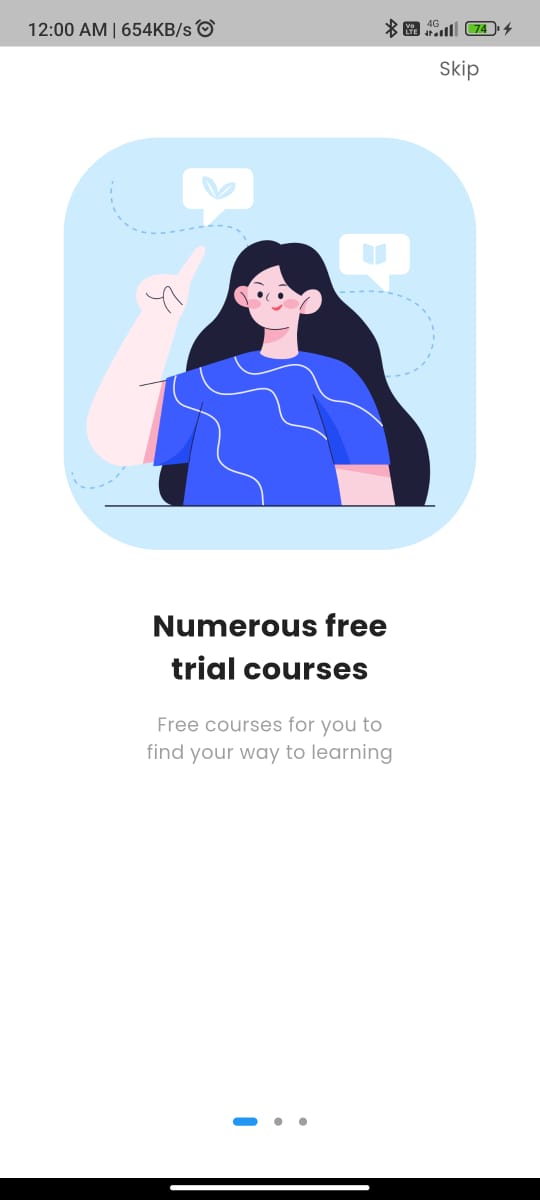 12:00 AM | 654KB/s
Vo
LTE
4G
74
Skip
Numerous free
trial courses
Free courses for you to
find your way to learning